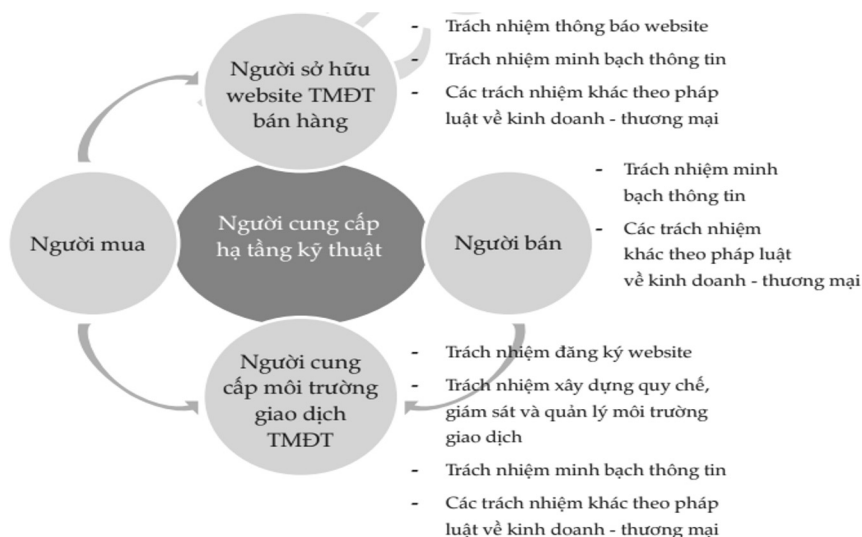 Người sở hữu
website TMĐT
bán hàng
- Trách nhiệm thông báo website
- Trách nhiệm minh bạch thông tin
- Các trách nhiệm khác theo pháp
luật về kinh doanh - thương mại
Người mua
Người cung cấp
hạ tầng kỹ thuật
Người bán
- Trách nhiệm minh
bạch thông tin
- Các trách nhiệm
khác theo pháp luật
về kinh doanh - thương mại
Người cung
cấp môi trường
giao dịch
TMĐT
- Trách nhiệm đăng ký website
- Trách nhiệm xây dựng quy chế,
giám sát và quản lý môi trường
giao dịch
- Trách nhiệm minh bạch thông tin
- Các trách nhiệm khác theo pháp
luật về kinh doanh - thương mại